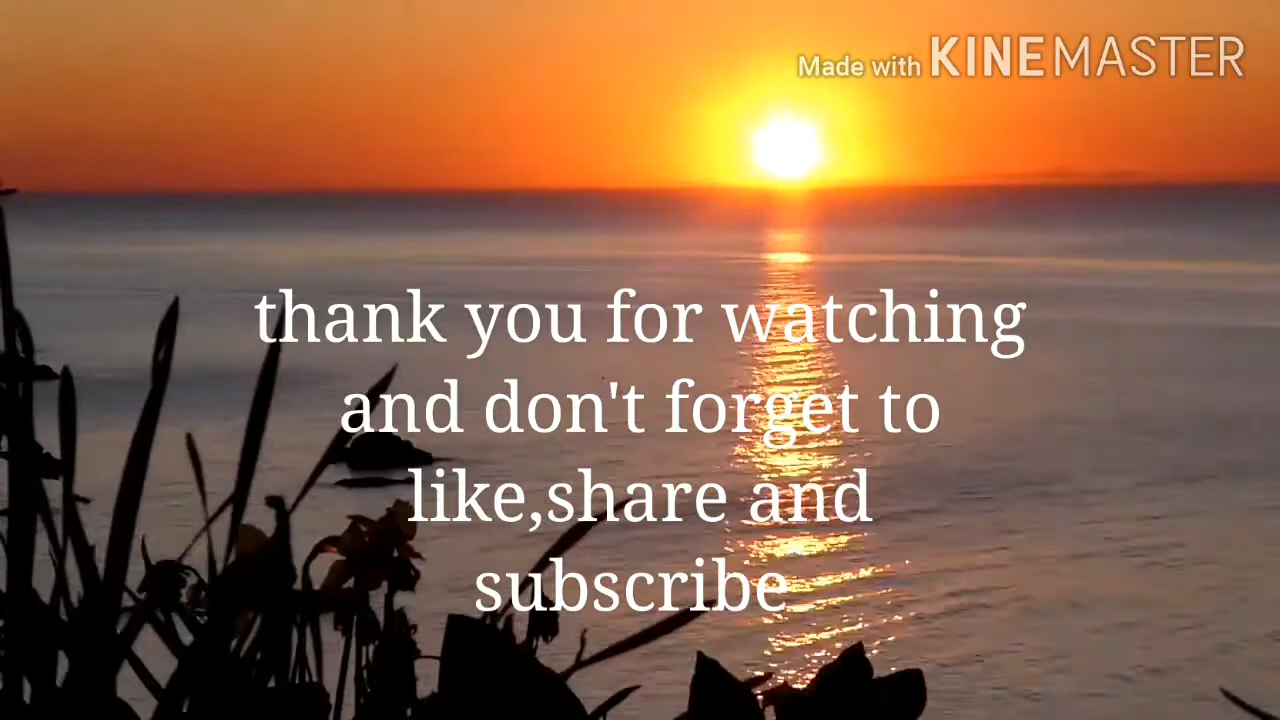 Made with KINEMASTER
thank you for watching
and don't forget to
like,share and
subscribe